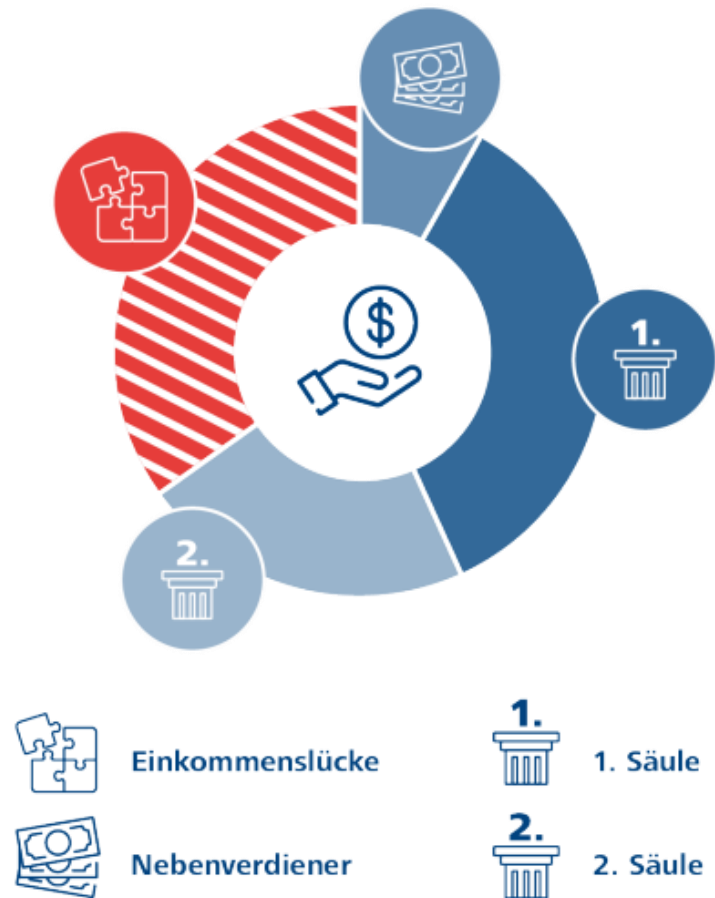 $
1.
2.
Einkommenslücke
1.
1. Säule
Nebenverdiener
2.
2. Säule